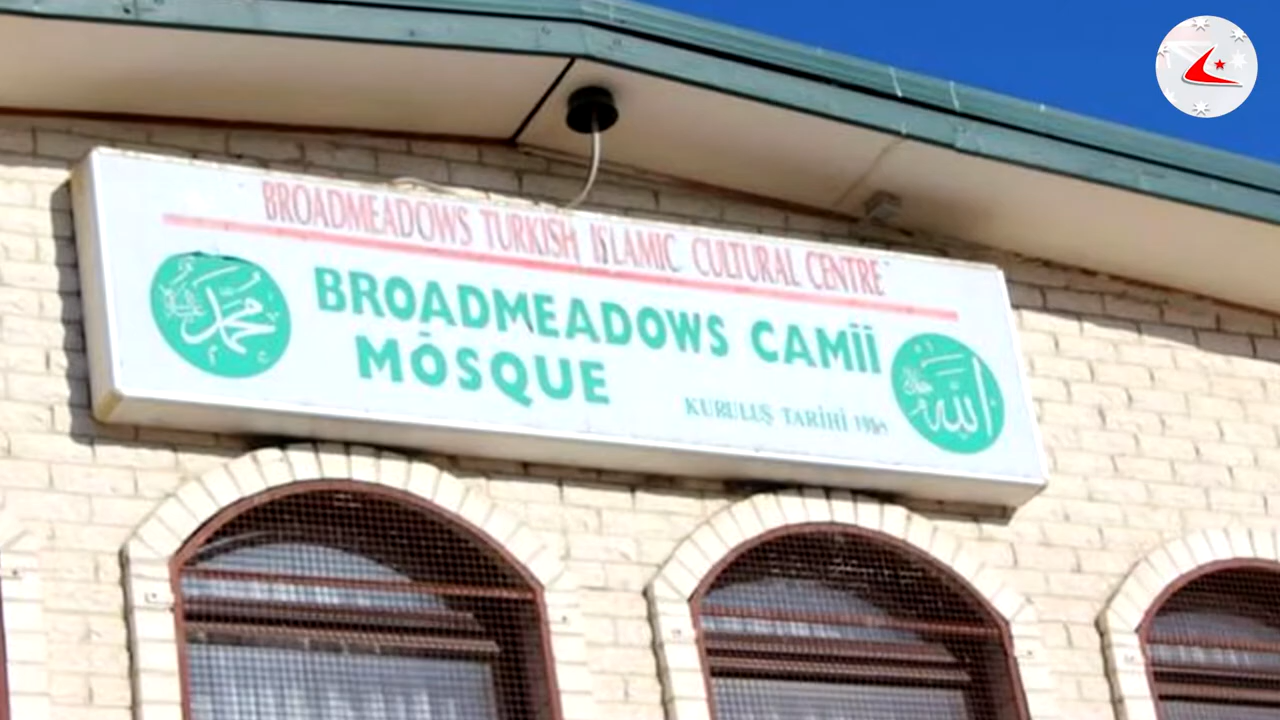 BROADMEADOWS TURKISH ISLAMIC CULTURAL CENTRE
BROADMEADOWS CAMİİ
MOSQUE
KURULUŞ TARİHİ
محمد
الله